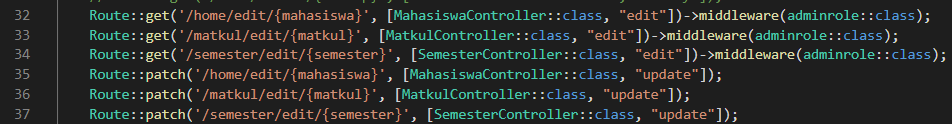 32 Route::get('/home/edit/{mahasiswa}', [MahasiswaController::class, "edit"])->middleware(adminrole::class);
33 Route::get('/matkul/edit/{matkul}', [MatkulController::class, "edit"])->middleware(adminrole::class);
34 Route::get('/semester/edit/{semester}', [SemesterController::class, "edit"])->middleware(adminrole::class);
35 Route::patch('/home/edit/{mahasiswa}', [MahasiswaController::class, "update"]);
36 Route::patch('/matkul/edit/{matkul}', [MatkulController::class, "update"]);
37 Route::patch('/semester/edit/{semester}', [SemesterController::class, "update"]);